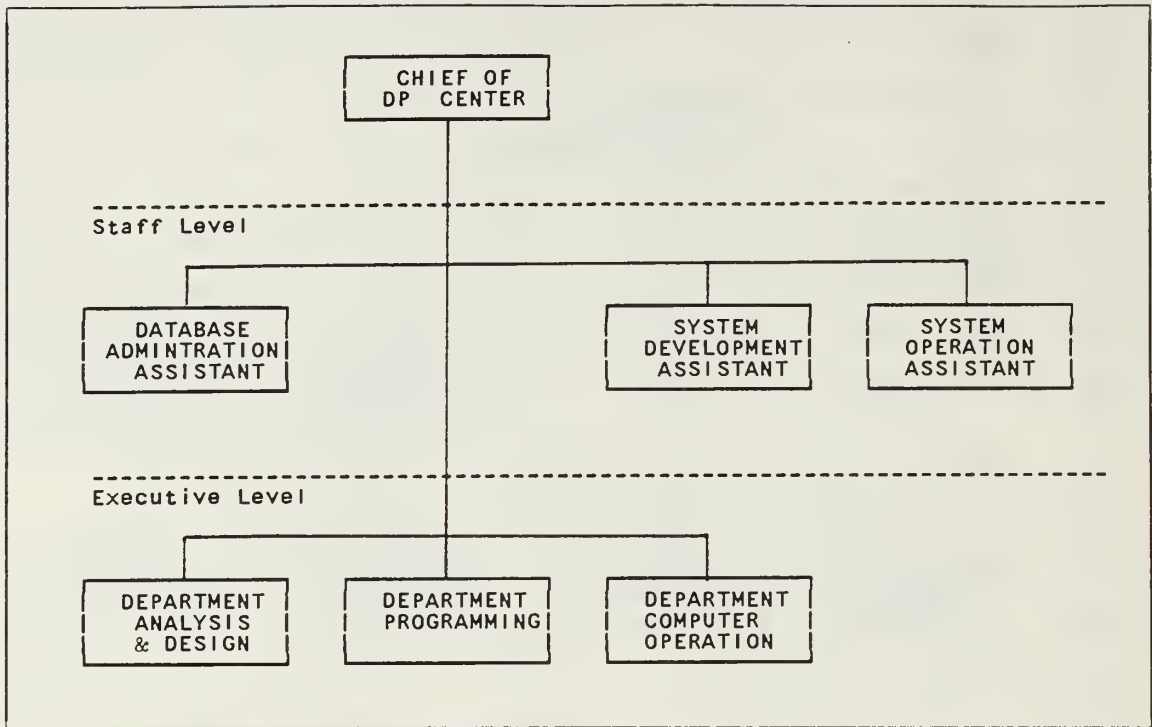 CHIEF OF
DP CENTER
Staff Level
DATABASE
ADMINTRATION
ASSISTANT
SYSTEM
DEVELOPMENT
ASSISTANT
SYSTEM
OPERATION
ASSISTANT
Executive Level
DEPARTMENT
ANALYSIS
& DESIGN
DEPARTMENT
PROGRAMMING
DEPARTMENT
COMPUTER
OPERATION